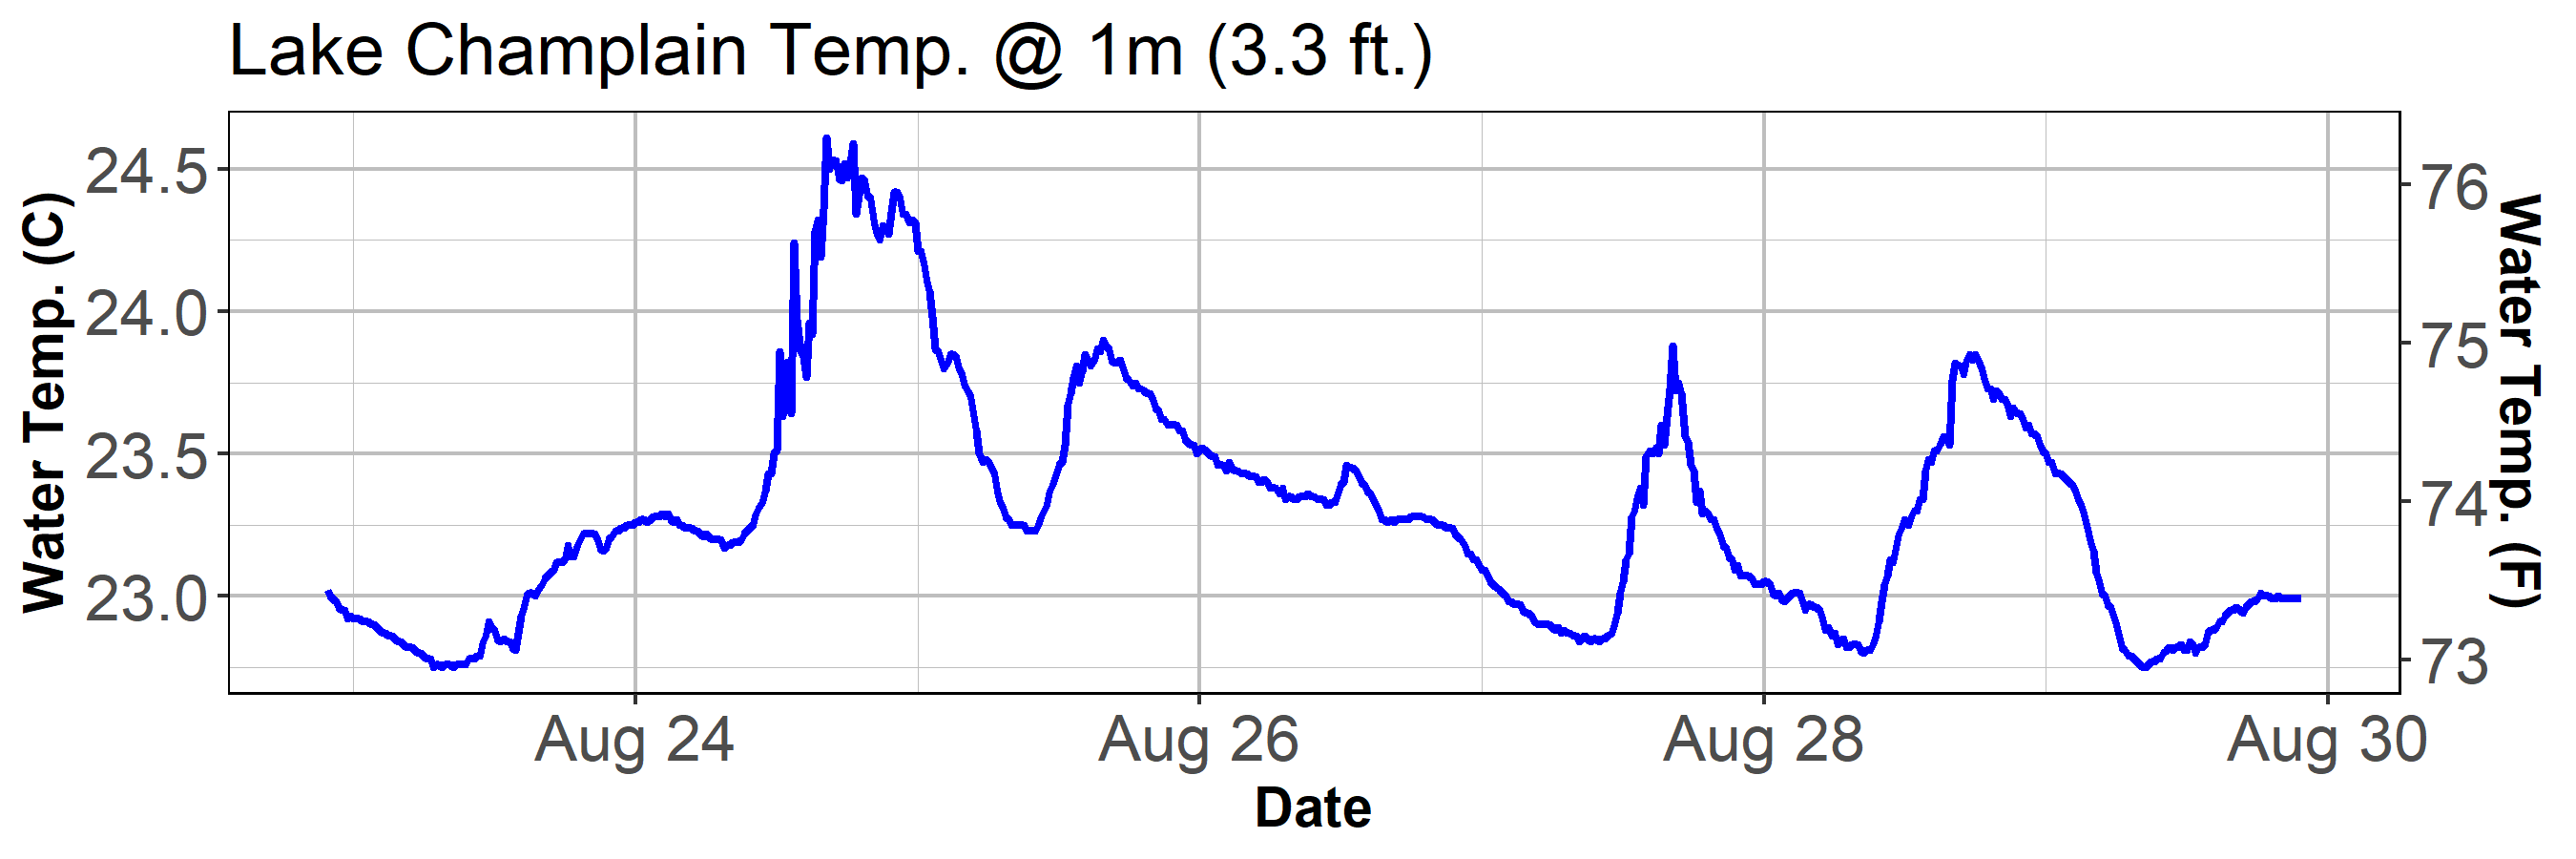 Lake Champlain Temp. @ 1m (3.3 ft.)
Water Temp. (C)
24.5
24.0
23.5
23.0
76
75
74
73
Water Temp. (F)
Aug 24 Aug 26 Aug 28 Aug 30
Date